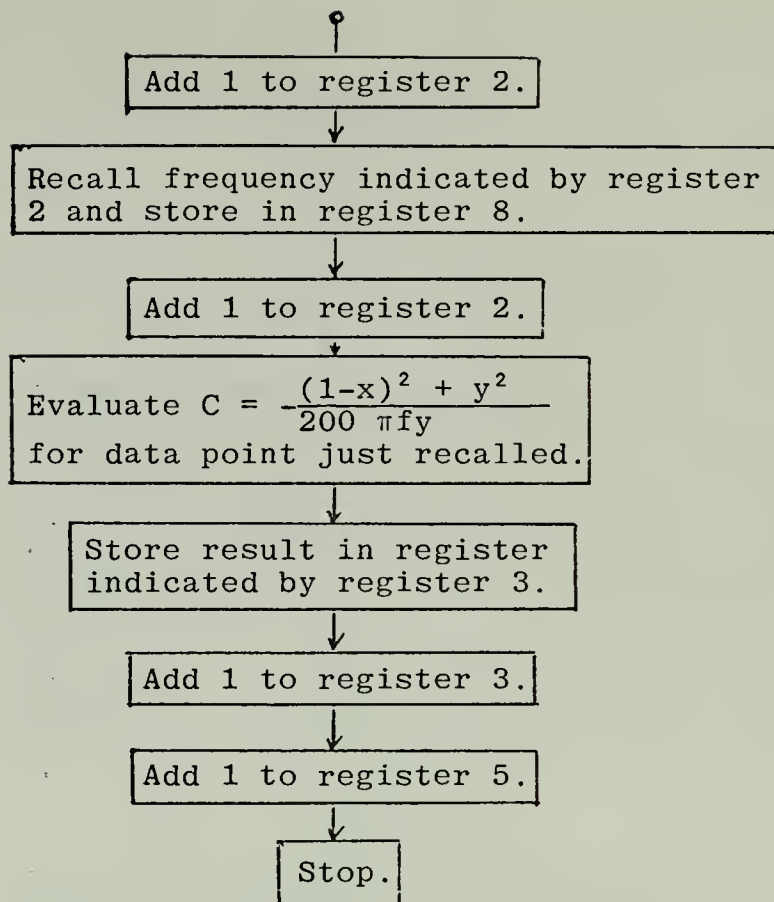 Add 1 to register 2.
Recall frequency indicated by register
2 and store in register 8.
Add 1 to register 2.
Evaluate C = -(1-x)² + y²
200 πfy
for data point just recalled.
Store result in register
indicated by register 3.
Add 1 to register 3.
Add 1 to register 5.
Stop.